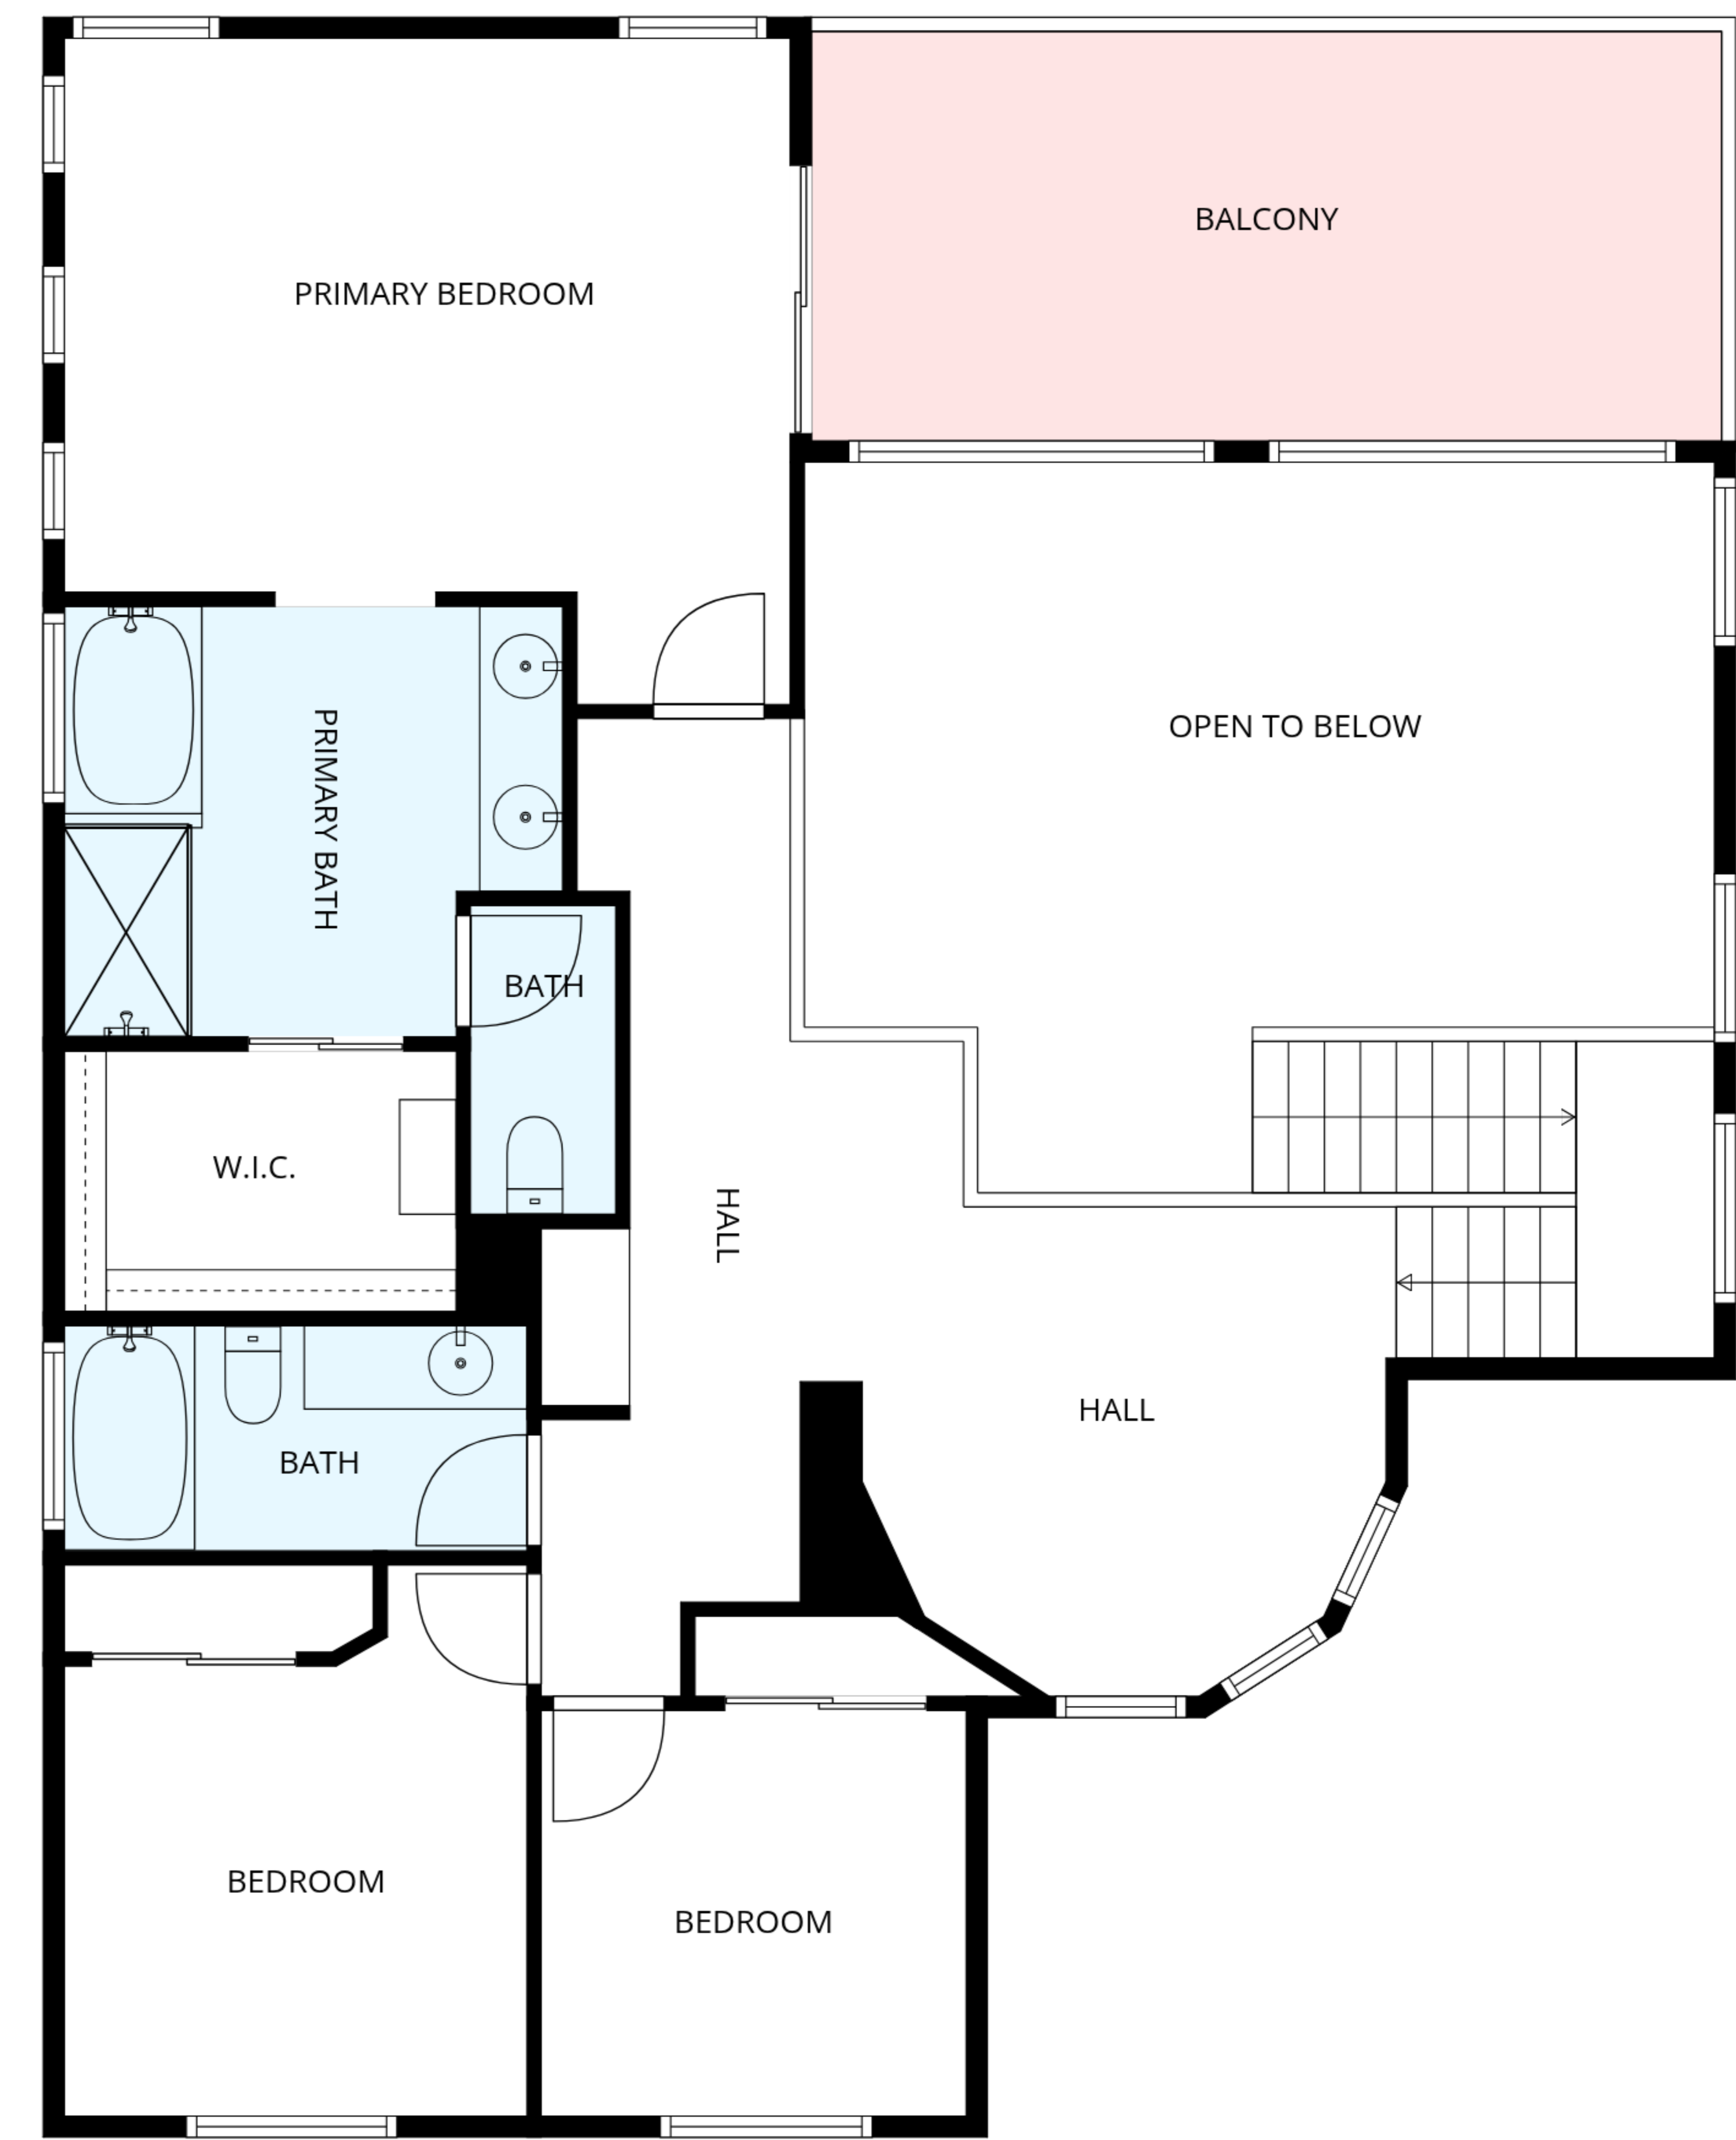 BALCONY
PRIMARY BEDROOM
OPEN TO BELOW
PRIMARY BATH
BATH
W.I.C.
HALL
HALL
BATH
BEDROOM
BEDROOM